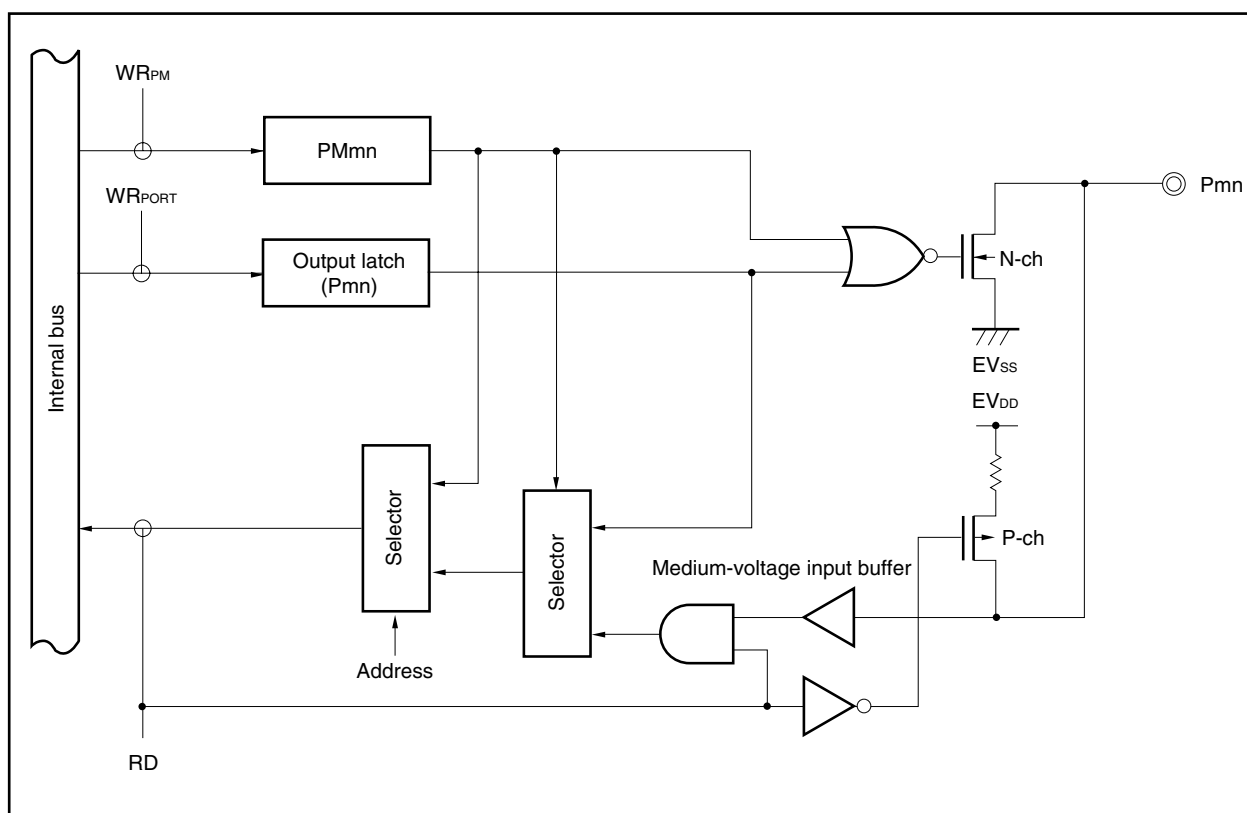 WRPM
PMmn
WRPORT
Output latch
(Pmn)
Internal bus
Pmn
N-ch
EVSS
EVDD
P-ch
Medium-voltage input buffer
Selector
Selector
Address
RD